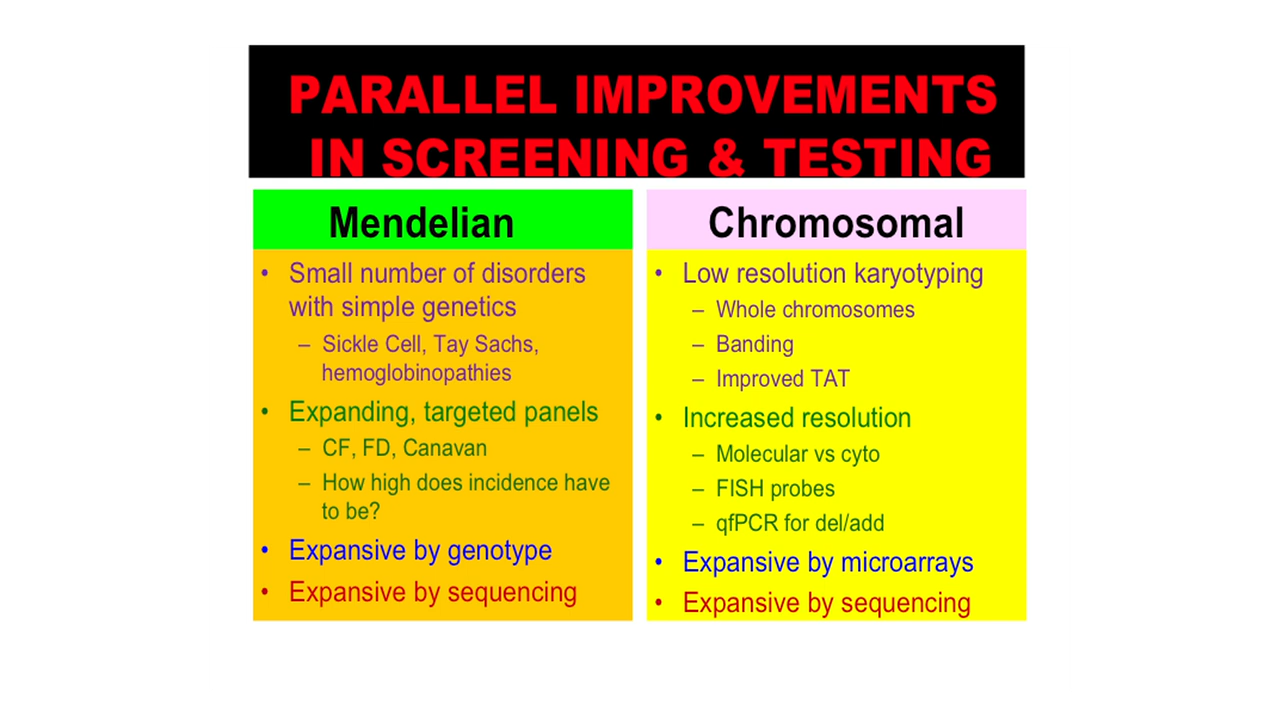 PARALLEL IMPROVEMENTS
IN SCREENING & TESTING
Mendelian
• Small number of disorders
with simple genetics
– Sickle Cell, Tay Sachs,
hemoglobinopathies
• Expanding, targeted panels
– CF, FD, Canavan
– How high does incidence have
to be?
• Expansive by genotype
• Expansive by sequencing
Chromosomal
• Low resolution karyotyping
– Whole chromosomes
– Banding
– Improved TAT
• Increased resolution
– Molecular vs cyto
– FISH probes
– qfPCR for del/add
• Expansive by microarrays
• Expansive by sequencing